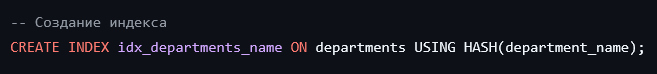 -- Создание индекса
CREATE INDEX idx_departments_name ON departments USING HASH(department_name);